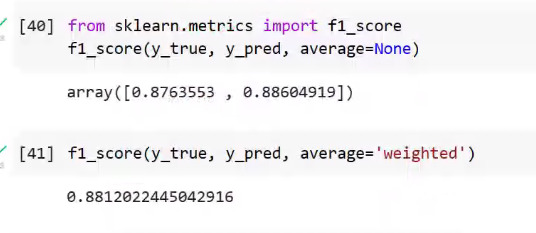 [40] from sklearn.metrics import f1_score
f1_score(y_true, y_pred, average=None)
array([0.8763553 , 0.88604919])
[41] f1_score(y_true, y_pred, average='weighted')
0.8812022445042916